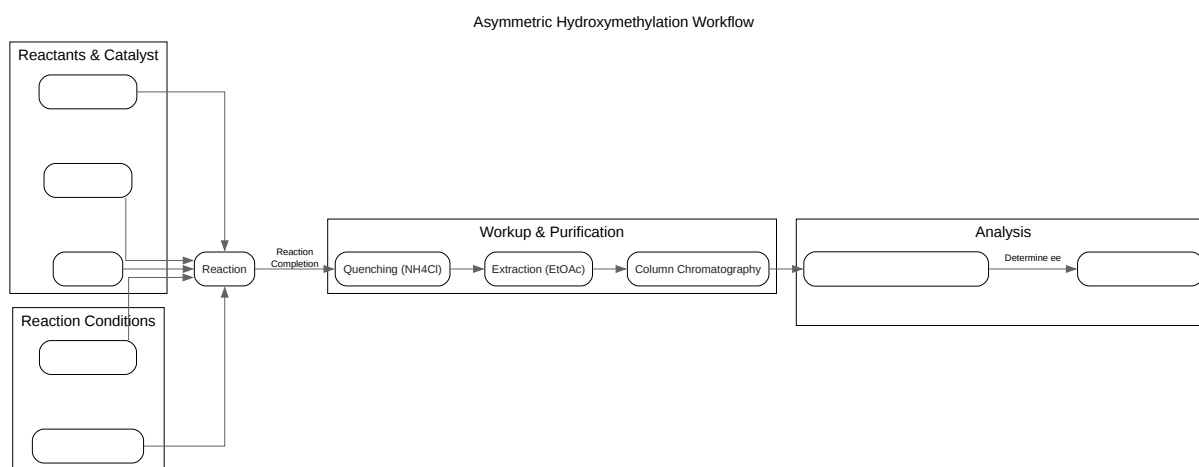 Asymmetric Hydroxymethylation Workflow
Reactants & Catalyst
Reaction
Reaction
Completion
Workup & Purification
Quenching (NH4Cl)
Extraction (EtOAc)
Column Chromatography
Analysis
Determine ee
Reaction Conditions